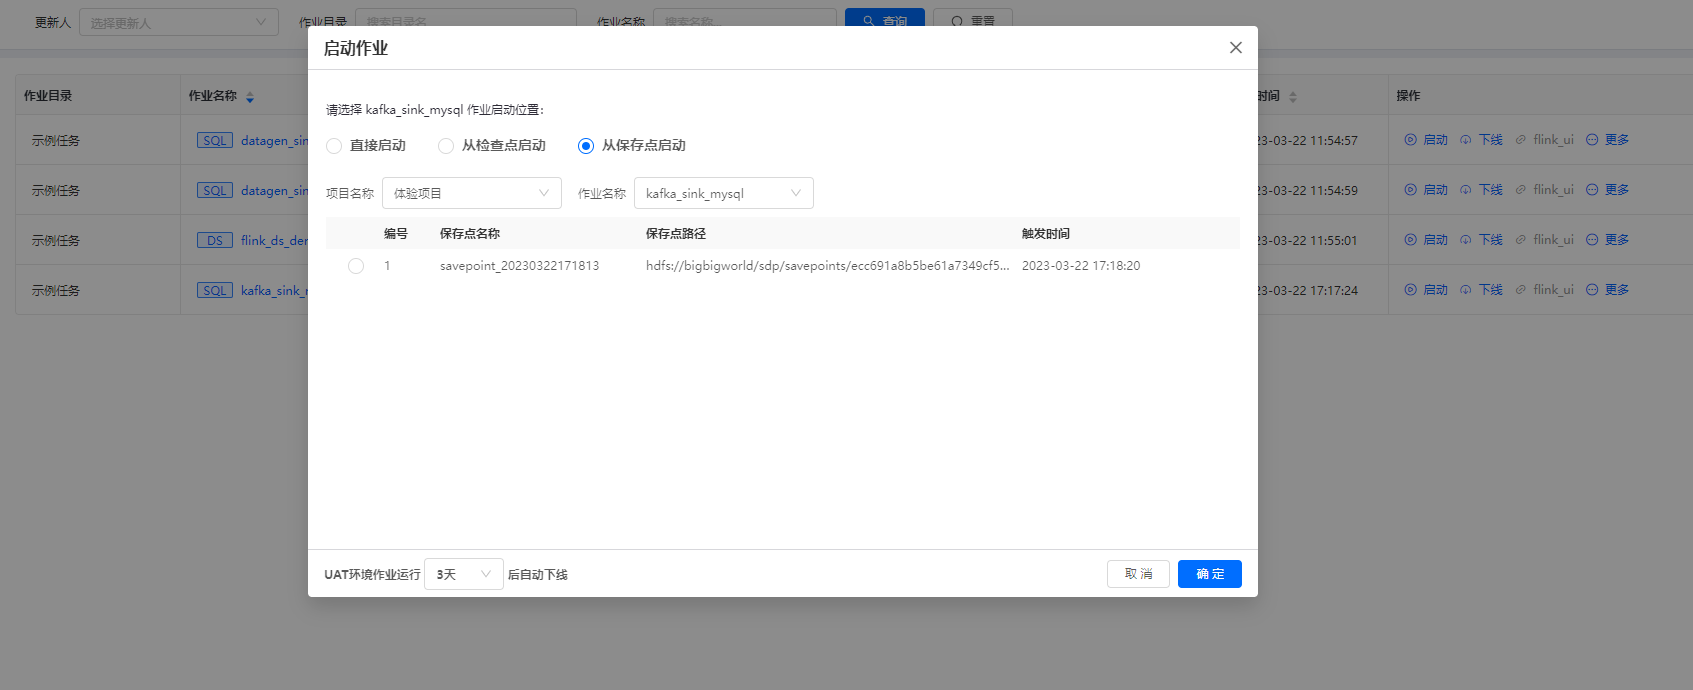 更新人 选择更新人 作业目录 搜索目录名 作业名称 搜索名称... 查询 重置
启动作业
作业目录 作业名称 时间 操作
请选择 kafka_sink_mysql 作业启动位置:
示例任务 SQL datagen_sin 23-03-22 11:54:57 启动 下线 flink_ui 更多
直接启动 从检查点启动 从保存点启动
示例任务 SQL datagen_sin 23-03-22 11:54:59 启动 下线 flink_ui 更多
项目名称 体验项目 作业名称 kafka_sink_mysql
编号 保存点名称 保存点路径 触发时间
示例任务 DS flink_ds_der 23-03-22 11:55:01 启动 下线 flink_ui 更多
1 savepoint_20230322171813 hdfs://bigbigworld/sdp/savepoints/ecc691a8b5be61a7349cf5... 2023-03-22 17:18:20
示例任务 SQL kafka_sink_ 23-03-22 17:17:24 启动 下线 flink_ui 更多
UAT环境作业运行 3天 后自动下线 取 消 确 定